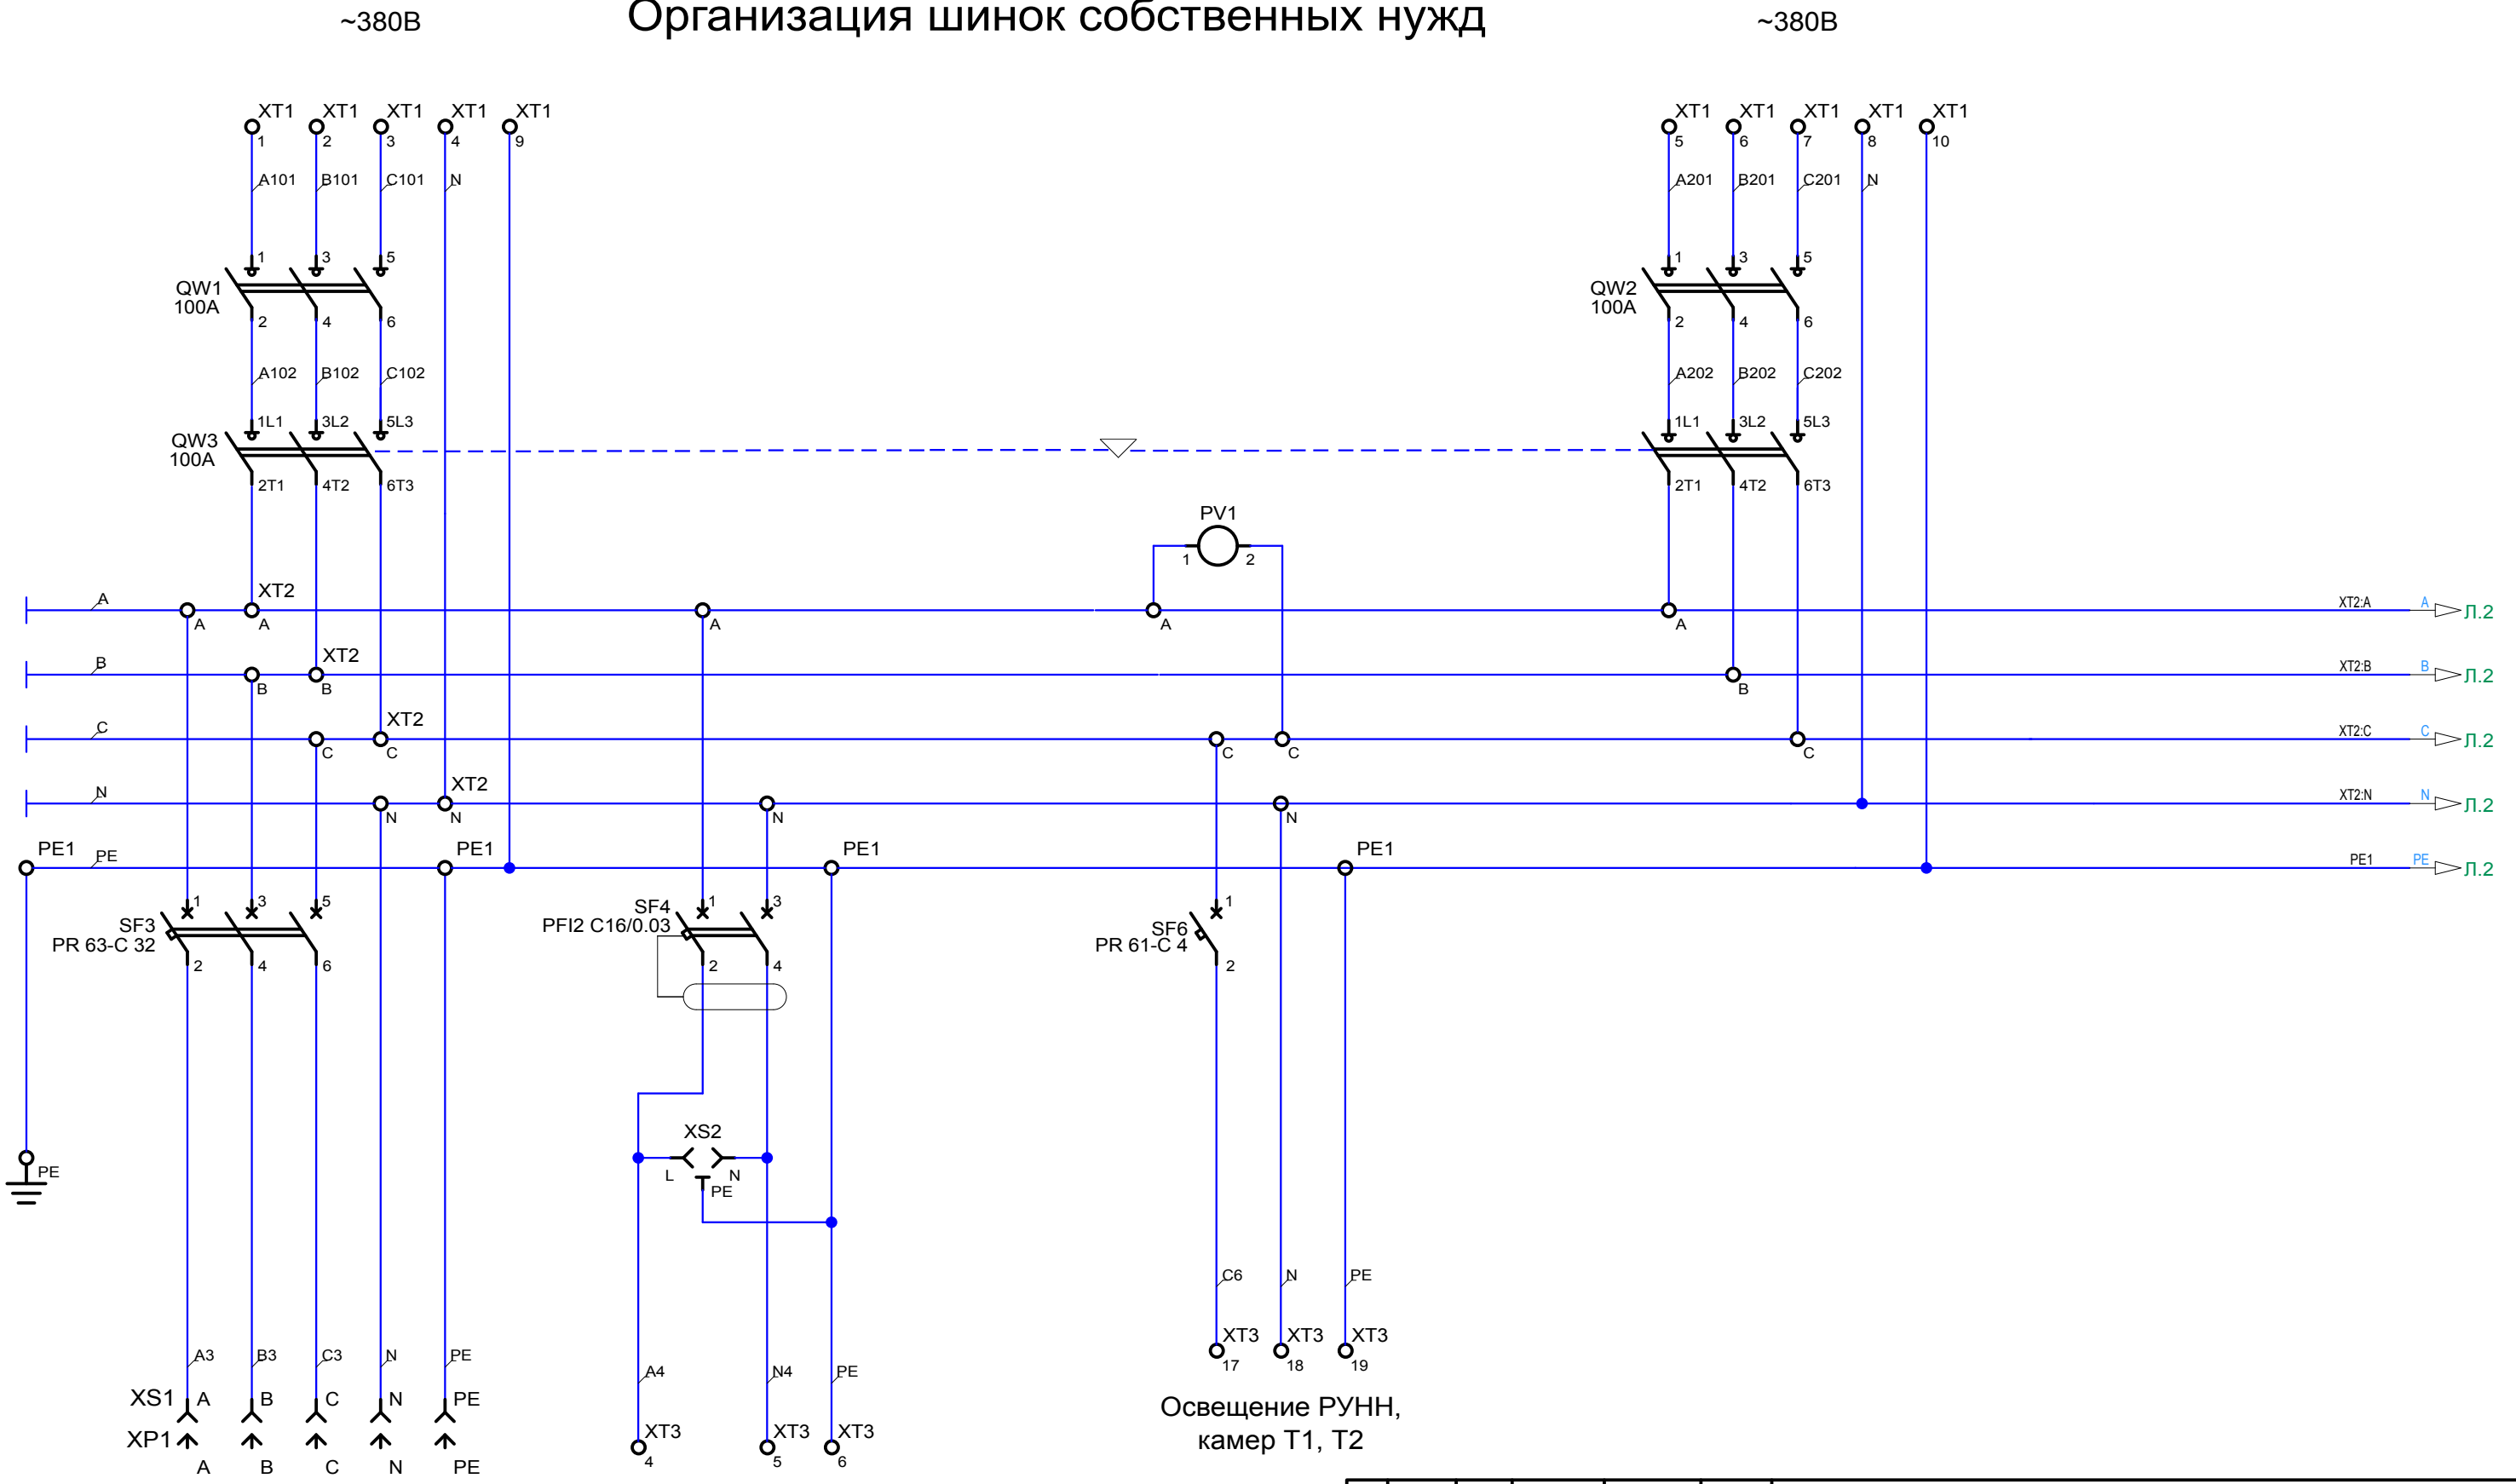 ~380В Организация шинок собственных нужд ~380В
XT1 XT1 XT1 XT1 XT1 XT1 XT1 XT1 XT1 XT1
1 2 3 4 9 5 6 7 8 10
A101 B101 C101 N A201 B201 C201 N
1 3 5 1 3 5
QW1 QW2
100A 100A
2 4 6 2 4 6
A102 B102 C102 A202 B202 C202
1L1 3L2 5L3 1L1 3L2 5L3
QW3
100A
2T1 4T2 6T3 2T1 4T2 6T3
PV1
1 2
A XT2 XT2:A A Л.2
A A A A A
B XT2 XT2:B B Л.2
B B B
C XT2 XT2:C C Л.2
C C C C C
N XT2 XT2:N N Л.2
N N N N
PE1 PE PE1 PE1 PE1 PE1 PE Л.2
1 3 5 1 3 1
SF3 SF4 SF6
PR 63-C 32 PFI2 C16/0.03 PR 61-C 4
2 4 6 2 4 2
XS2
PE L N
PE
C6 N PE
XT3 XT3 XT3
17 18 19
A3 B3 C3 N PE A4 N4 PE
XS1 A B C N PE
Освещение РУНН,
камер Т1, Т2
XP1 XT3 XT3 XT3
4 5 6
A B C N PE